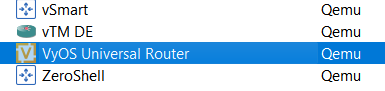 vSmart Qemu
vTM DE Qemu
VyOS Universal Router Qemu
ZeroShell Qemu